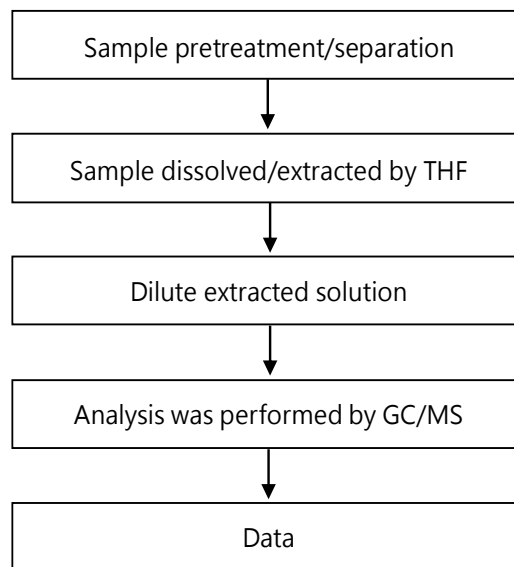 Sample pretreatment/separation
Sample dissolved/extracted by THF
Dilute extracted solution
Analysis was performed by GC/MS
Data